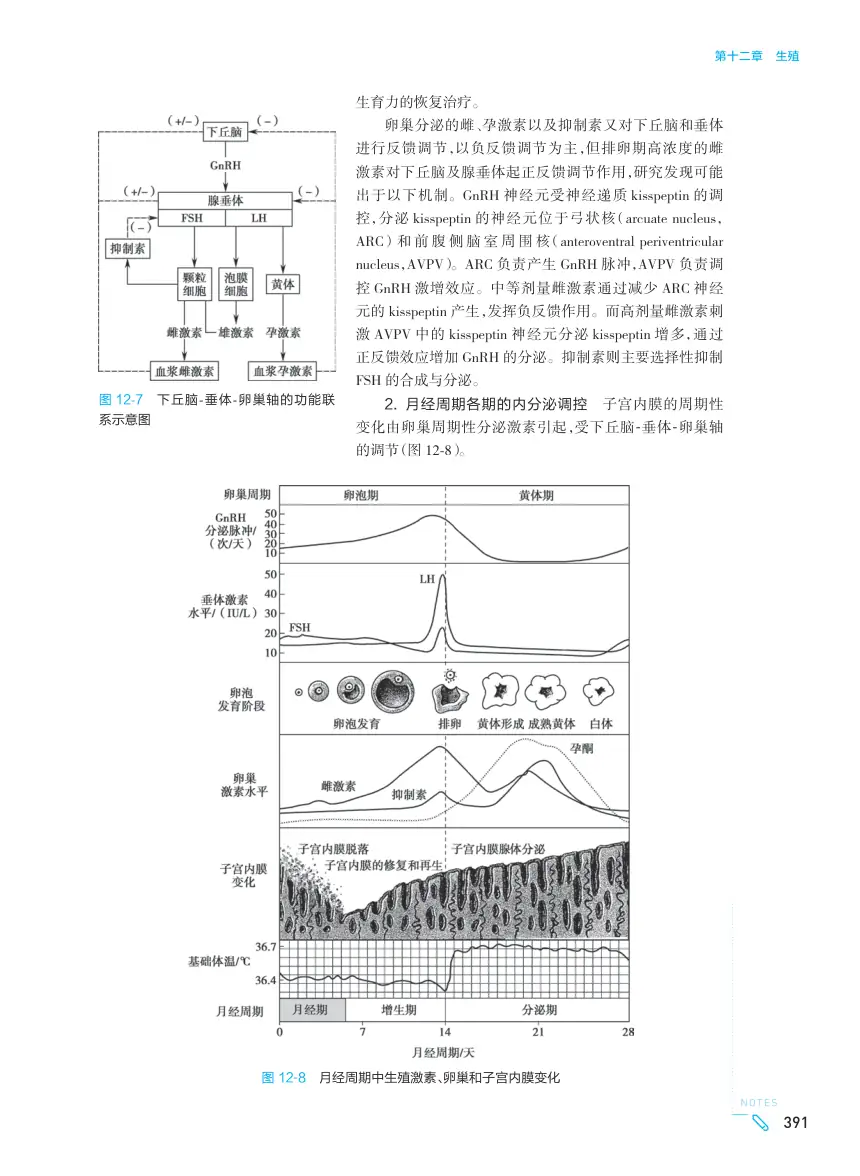 第十二章 生殖
(+/−) 下丘脑 (−)
GnRH
(+/−) 腺垂体 (−)
FSH LH
(−)
抑制素
颗粒细胞 泡膜细胞 黄体
雌激素 雄激素 孕激素
血浆雌激素 血浆孕激素
图 12-7 下丘脑-垂体-卵巢轴的功能联
系示意图
生育力的恢复治疗。
卵巢分泌的雌、孕激素以及抑制素又对下丘脑和垂体
进行反馈调节,以负反馈调节为主,但排卵期高浓度的雌
激素对下丘脑及腺垂体起正反馈调节作用,研究发现可能
出于以下机制。GnRH 神经元受神经递质 kisspeptin 的调
控,分泌 kisspeptin 的神经元位于弓状核(arcuate nucleus,
ARC)和前腹侧脑室周围核(anteroventral periventricular
nucleus,AVPV)。ARC 负责产生 GnRH 脉冲,AVPV 负责调
控 GnRH 激增效应。中等剂量雌激素通过减少 ARC 神经
元的 kisspeptin 产生,发挥负反馈作用。而高剂量雌激素刺
激 AVPV 中的 kisspeptin 神经元分泌 kisspeptin 增多,通过
正反馈效应增加 GnRH 的分泌。抑制素则主要选择性抑制
FSH 的合成与分泌。
2. 月经周期各期的内分泌调控 子宫内膜的周期性
变化由卵巢周期性分泌激素引起,受下丘脑-垂体-卵巢轴
的调节(图 12-8)。
卵巢周期 卵泡期 黄体期
GnRH
分泌脉冲/
(次/天)
50
40
30
20
10
垂体激素
水平/(IU/L)
50
40
30
20
10
LH
FSH
卵泡
发育阶段
卵泡发育 排卵 黄体形成 成熟黄体 白体
卵巢
激素水平
雌激素 抑制素 孕酮
子宫内膜
变化
子宫内膜脱落
子宫内膜的修复和再生
子宫内膜腺体分泌
基础体温/℃
36.7
36.4
月经周期 月经期 增生期 分泌期
0 7 14 21 28
月经周期/天
图 12-8 月经周期中生殖激素、卵巢和子宫内膜变化
NOTES
391